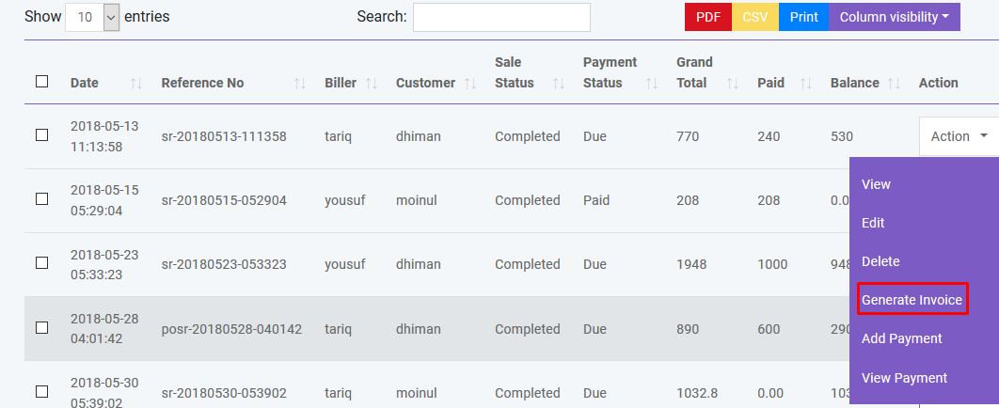 Show 10 entries Search: PDF CSV Print Column visibility
Date Reference No Biller Customer Sale Status Payment Status Grand Total Paid Balance Action
2018-05-13 11:13:58 sr-20180513-111358 tariq dhiman Completed Due 770 240 530 Action
2018-05-15 05:29:04 sr-20180515-052904 yousuf moinul Completed Paid 208 208 0.0
2018-05-23 05:33:23 sr-20180523-053323 yousuf dhiman Completed Due 1948 1000 948
2018-05-28 04:01:42 posr-20180528-040142 tariq dhiman Completed Due 890 600 290
2018-05-30 05:39:02 sr-20180530-053902 tariq moinul Completed Due 1032.8 0.00 103
View
Edit
Delete
Generate Invoice
Add Payment
View Payment